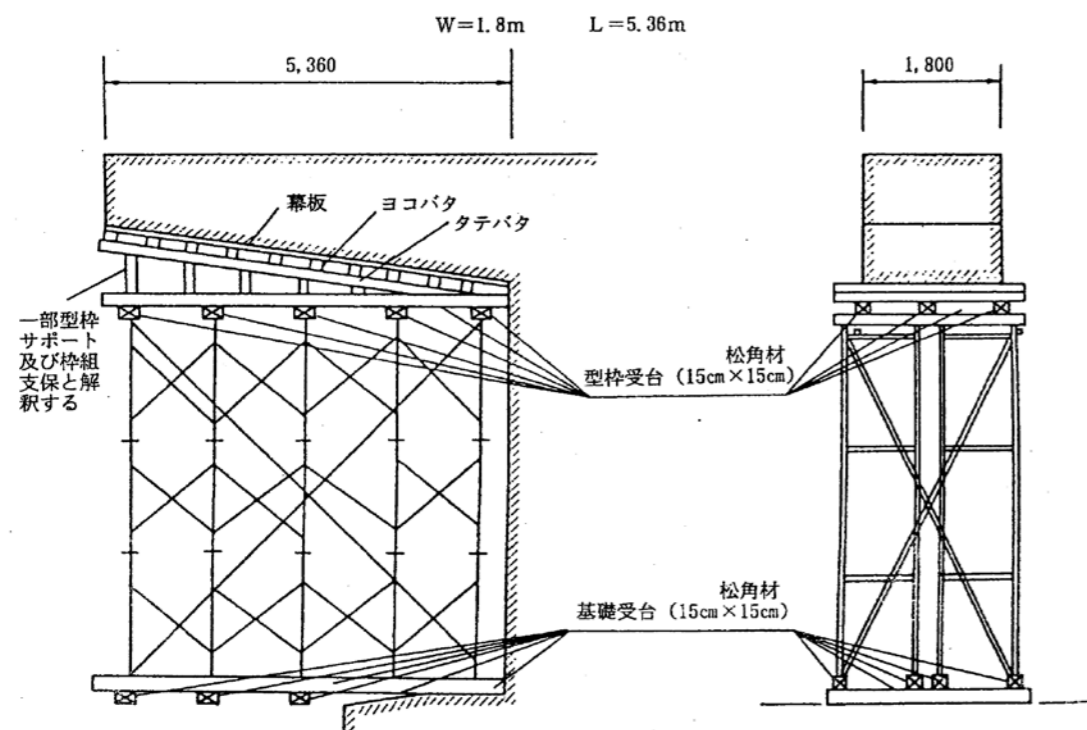 W=1.8m L=5.36m
5,360
1,800
幕板
ヨコバタ
タテバタ
一部型枠
サポート
及び枠組
支保と解
釈する
松角材
型枠受台(15cm×15cm)
松角材
基礎受台(15cm×15cm)